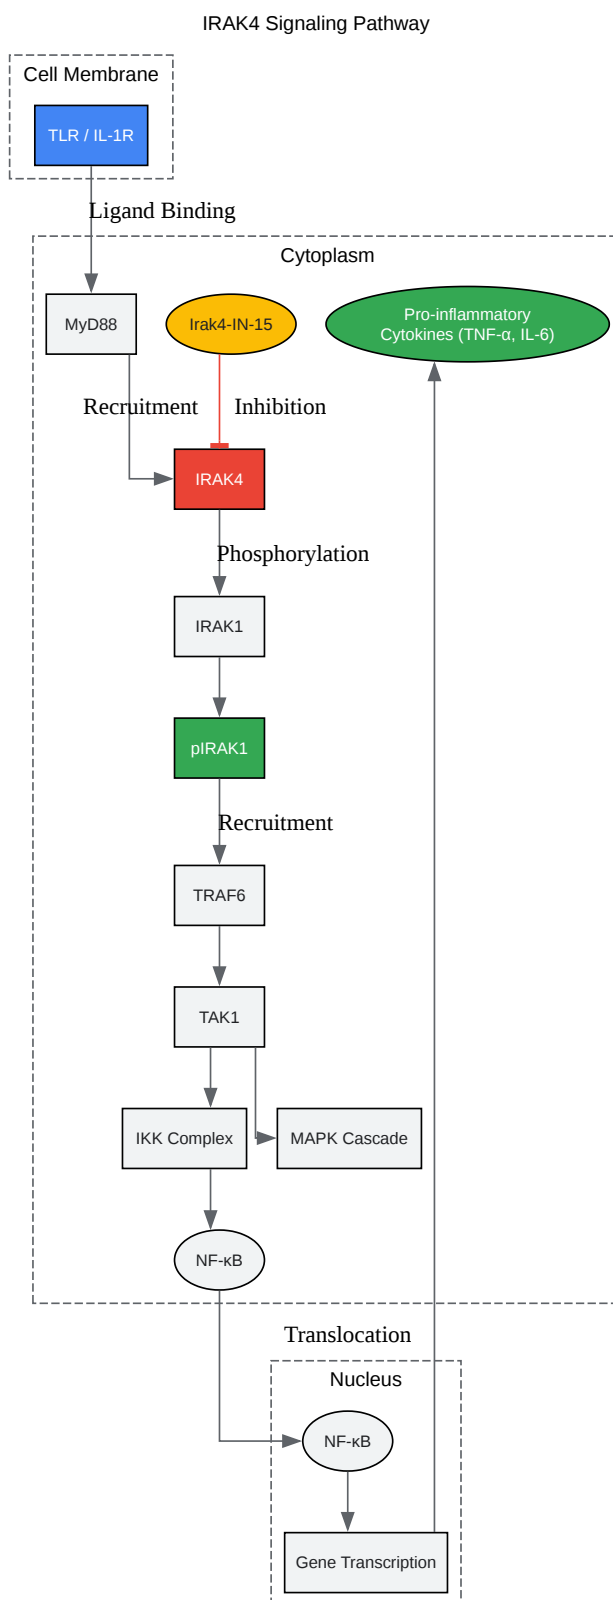 IRAK4 Signaling Pathway
Cell Membrane
TLR / IL-1R
Ligand Binding
Cytoplasm
MyD88
Irak4-IN-15
Pro-inflammatory
Cytokines (TNF-α, IL-6)
Recruitment
Inhibition
IRAK4
Phosphorylation
IRAK1
pIRAK1
Recruitment
TRAF6
TAK1
IKK Complex
MAPK Cascade
NF-κB
Translocation
Nucleus
NF-κB
Gene Transcription